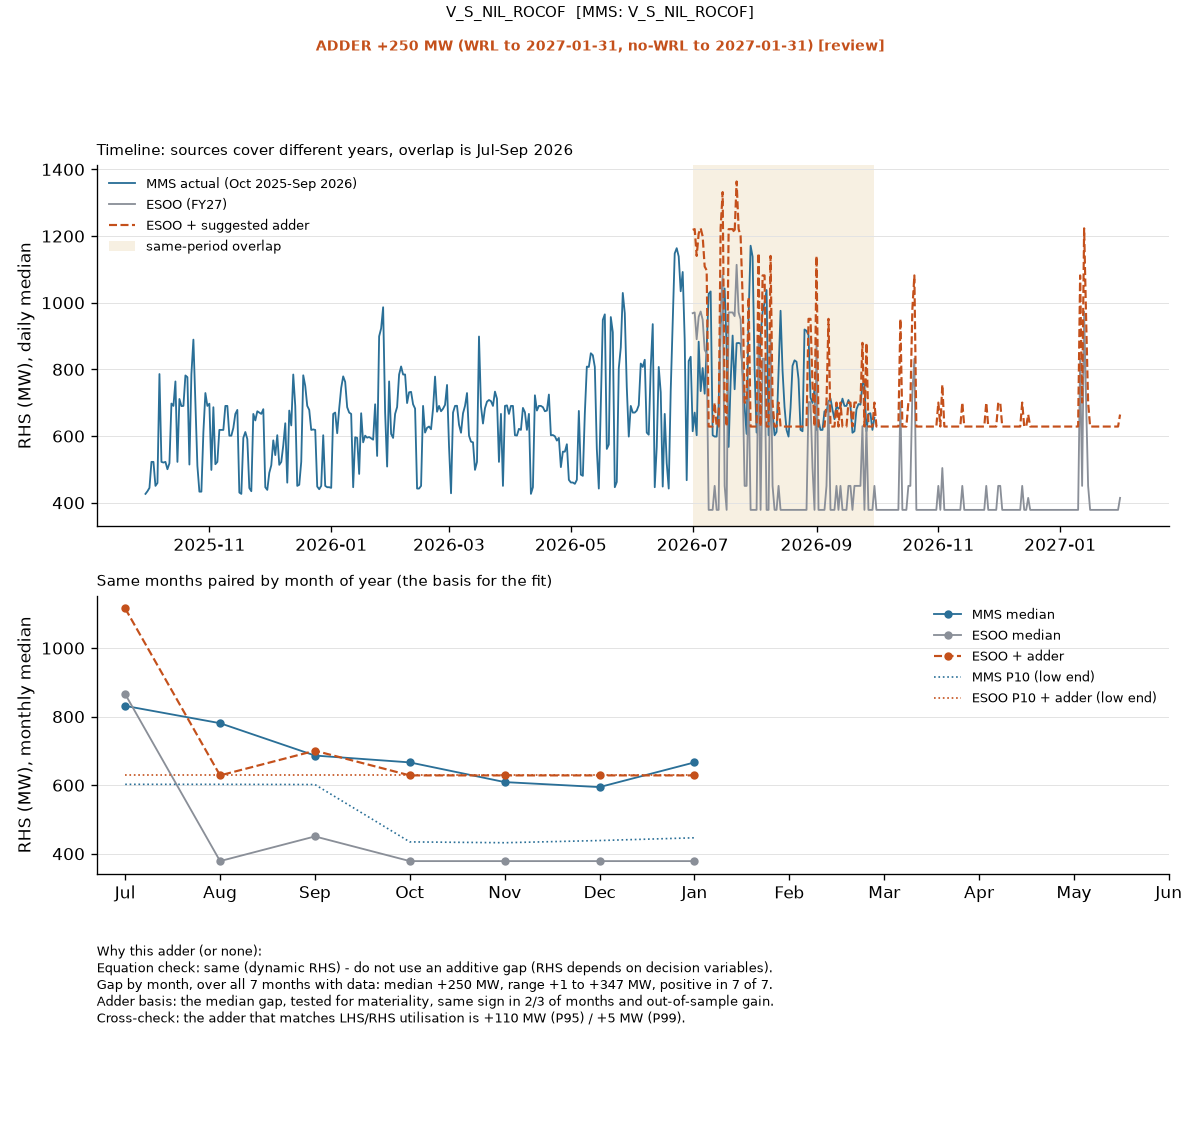 V_S_NIL_ROCOF  [MMS: V_S_NIL_ROCOF]
ADDER +250 MW (WRL to 2027-01-31, no-WRL to 2027-01-31) [review]
Timeline: sources cover different years, overlap is Jul-Sep 2026
RHS (MW), daily median
1400
1200
1000
800
600
400
MMS actual (Oct 2025-Sep 2026)
ESOO (FY27)
ESOO + suggested adder
same-period overlap
2025-11
2026-01
2026-03
2026-05
2026-07
2026-09
2026-11
2027-01
Same months paired by month of year (the basis for the fit)
RHS (MW), monthly median
1000
800
600
400
MMS median
ESOO median
ESOO + adder
MMS P10 (low end)
ESOO P10 + adder (low end)
Jul
Aug
Sep
Oct
Nov
Dec
Jan
Feb
Mar
Apr
May
Jun
Why this adder (or none):
Equation check: same (dynamic RHS) - do not use an additive gap (RHS depends on decision variables).
Gap by month, over all 7 months with data: median +250 MW, range +1 to +347 MW, positive in 7 of 7.
Adder basis: the median gap, tested for materiality, same sign in 2/3 of months and out-of-sample gain.
Cross-check: the adder that matches LHS/RHS utilisation is +110 MW (P95) / +5 MW (P99).